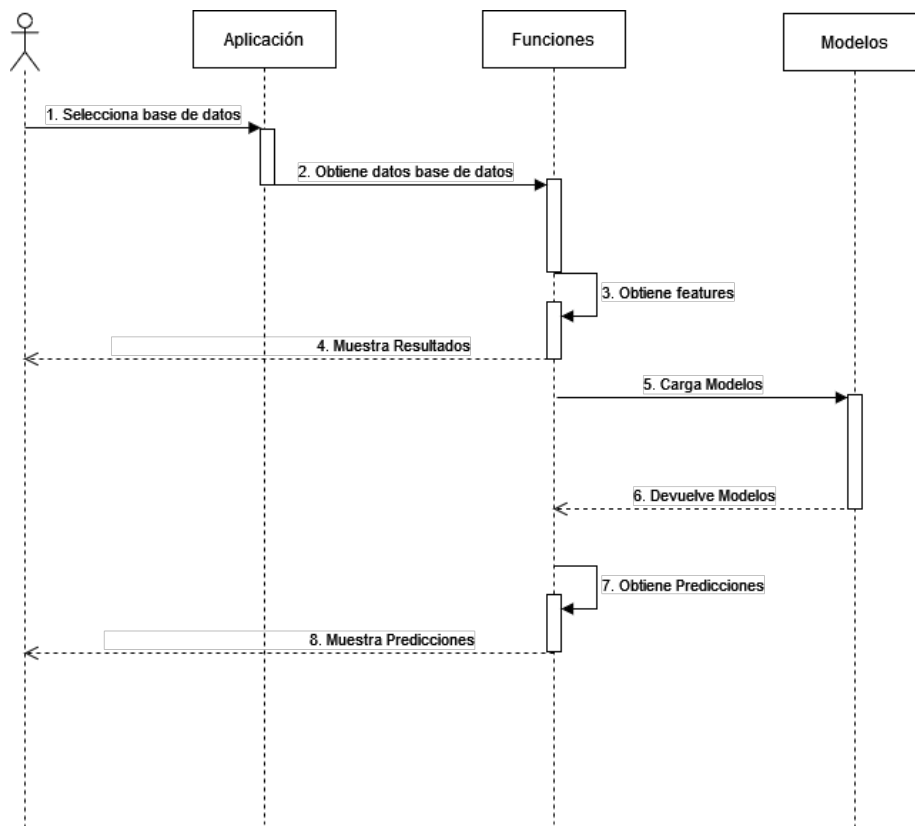 Aplicación
Funciones
Modelos
1. Selecciona base de datos
2. Obtiene datos base de datos
3. Obtiene features
4. Muestra Resultados
5. Carga Modelos
6. Devuelve Modelos
7. Obtiene Predicciones
8. Muestra Predicciones